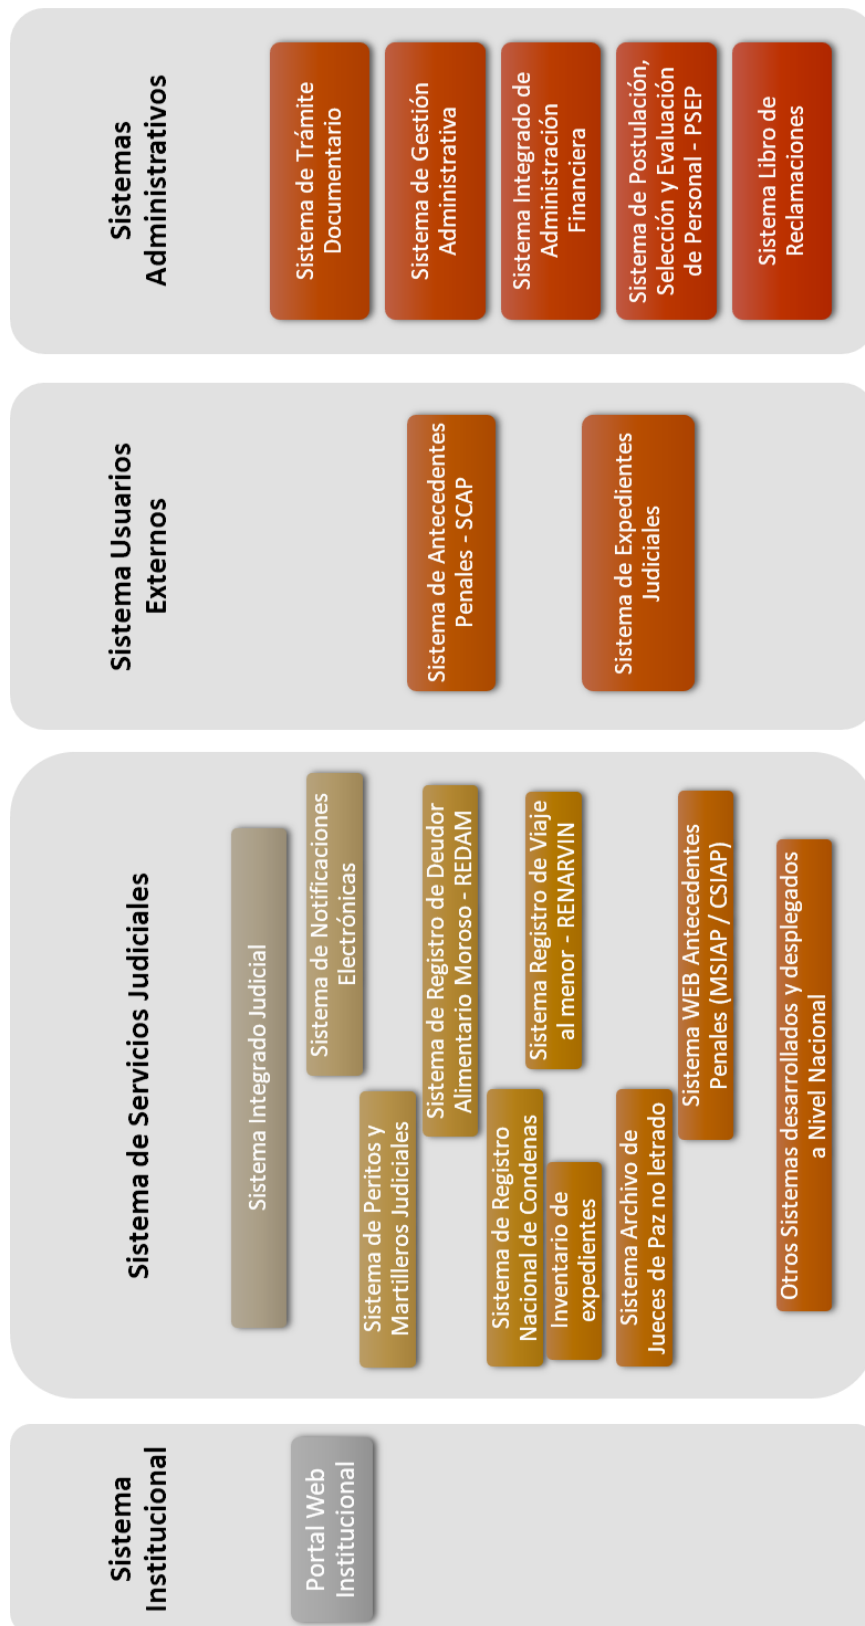 Sistema
Institucional
Portal Web
Institucional
Sistema de Servicios Judiciales
Sistema Integrado Judicial
Sistema de Notificaciones
Electrónicas
Sistema de Peritos y
Martilleros Judiciales
Sistema de Registro de Deudor
Alimentario Moroso - REDAM
Sistema de Registro
Nacional de Condenas
Sistema Registro de Viaje
al menor - RENARVIN
Inventario de
expedientes
Sistema Archivo de
Jueces de Paz no letrado
Sistema WEB Antecedentes
Penales (MSIAP / CSIAP)
Otros Sistemas desarrollados y desplegados
a Nivel Nacional
Sistema Usuarios
Externos
Sistema de Antecedentes
Penales - SCAP
Sistema de Expedientes
Judiciales
Sistemas
Administrativos
Sistema de Trámite
Documentario
Sistema de Gestión
Administrativa
Sistema Integrado de
Administración
Financiera
Sistema de Postulación,
Selección y Evaluación
de Personal - PSEP
Sistema Libro de
Reclamaciones